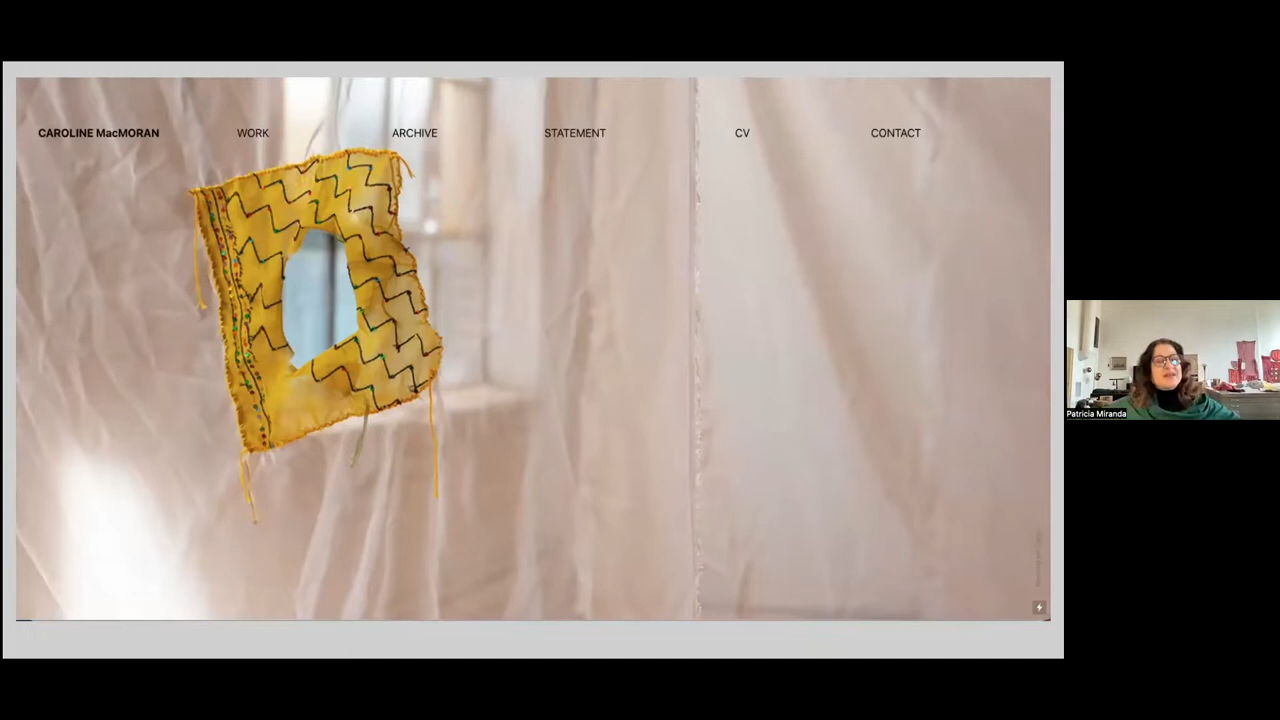 CAROLINE MacMORAN WORK ARCHIVE STATEMENT CV CONTACT
Patricia Miranda